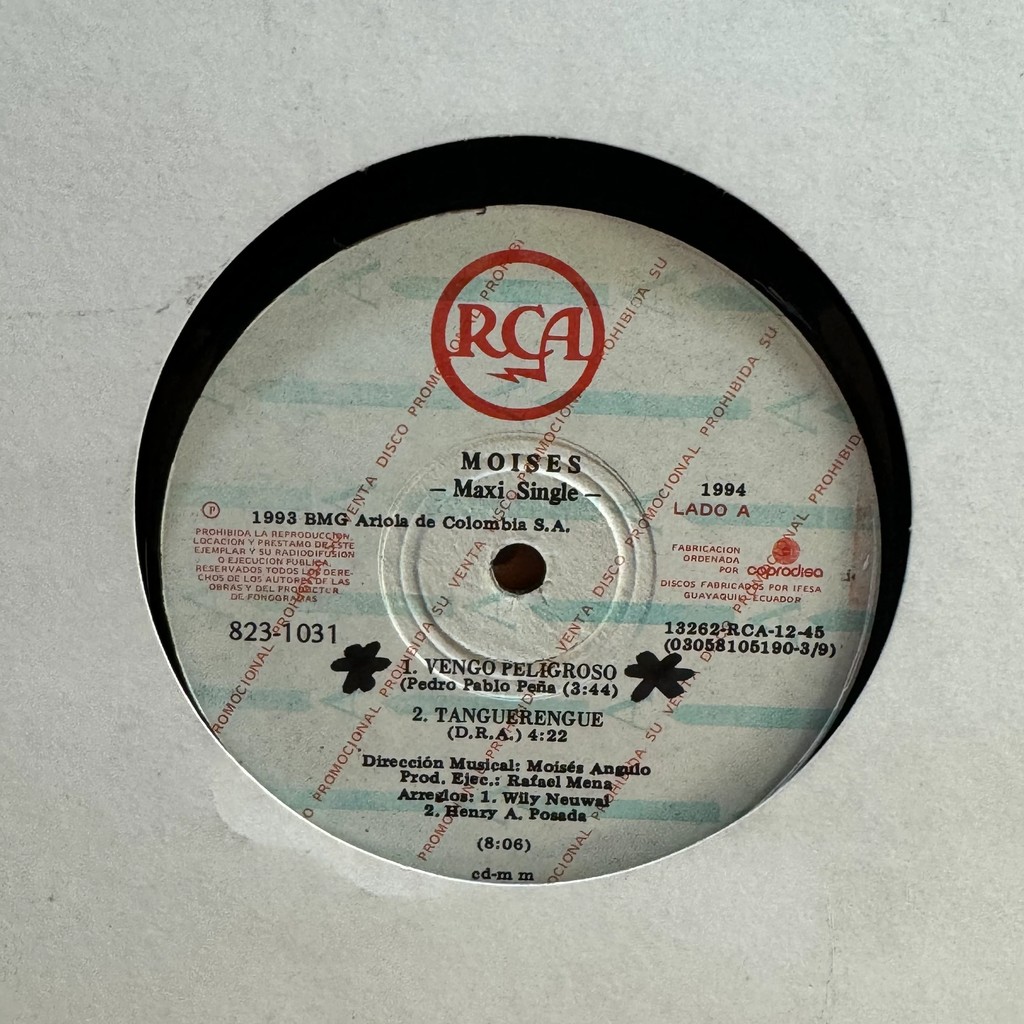 RCA
MOISES
— Maxi Single —
1994
LADO A
℗
1993 BMG Ariola de Colombia S.A.
PROHIBIDA LA REPRODUCCION,
LOCACION Y PRESTAMO DE ESTE
EJEMPLAR Y SU RADIODIFUSIÓN
O EJECUCION PUBLICA.
RESERVADOS TODOS LOS DERE-
CHOS DE LOS AUTORES DE LAS
OBRAS Y DEL PRODUCTOR
DE FONOGRAMAS
FABRICACION
ORDENADA
POR
coprodisa
DISCOS FABRICADOS POR IFESA
GUAYAQUIL-ECUADOR
823-1031
13262-RCA-12-45
(03058105190-3/9)
1. VENGO PELIGROSO
(Pedro Pablo Peña (3:44)
2. TANGUERENGUE
(D.R.A.) 4:22
Dirección Musical: Moisés Angulo
Prod. Ejec.: Rafael Mena
Arreglos: 1. Wily Neuwal
2. Henry A. Posada
(8:06)
cd-m m
DISCO PROMOCIONAL PROHIBIDA SU VENTA